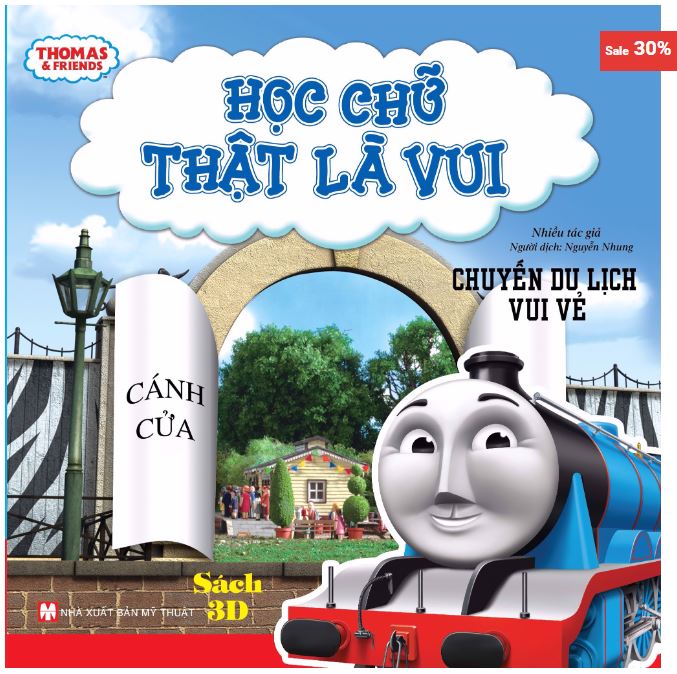 THOMAS
& FRIENDS
Sale 30%
HỌC CHỮ
THẬT LÀ VUI
Nhiều tác giả
Người dịch: Nguyễn Nhung
CHUYẾN DU LỊCH
VUI VẺ
CÁNH
CỬA
Sách
3D
NHÀ XUẤT BẢN MỸ THUẬT